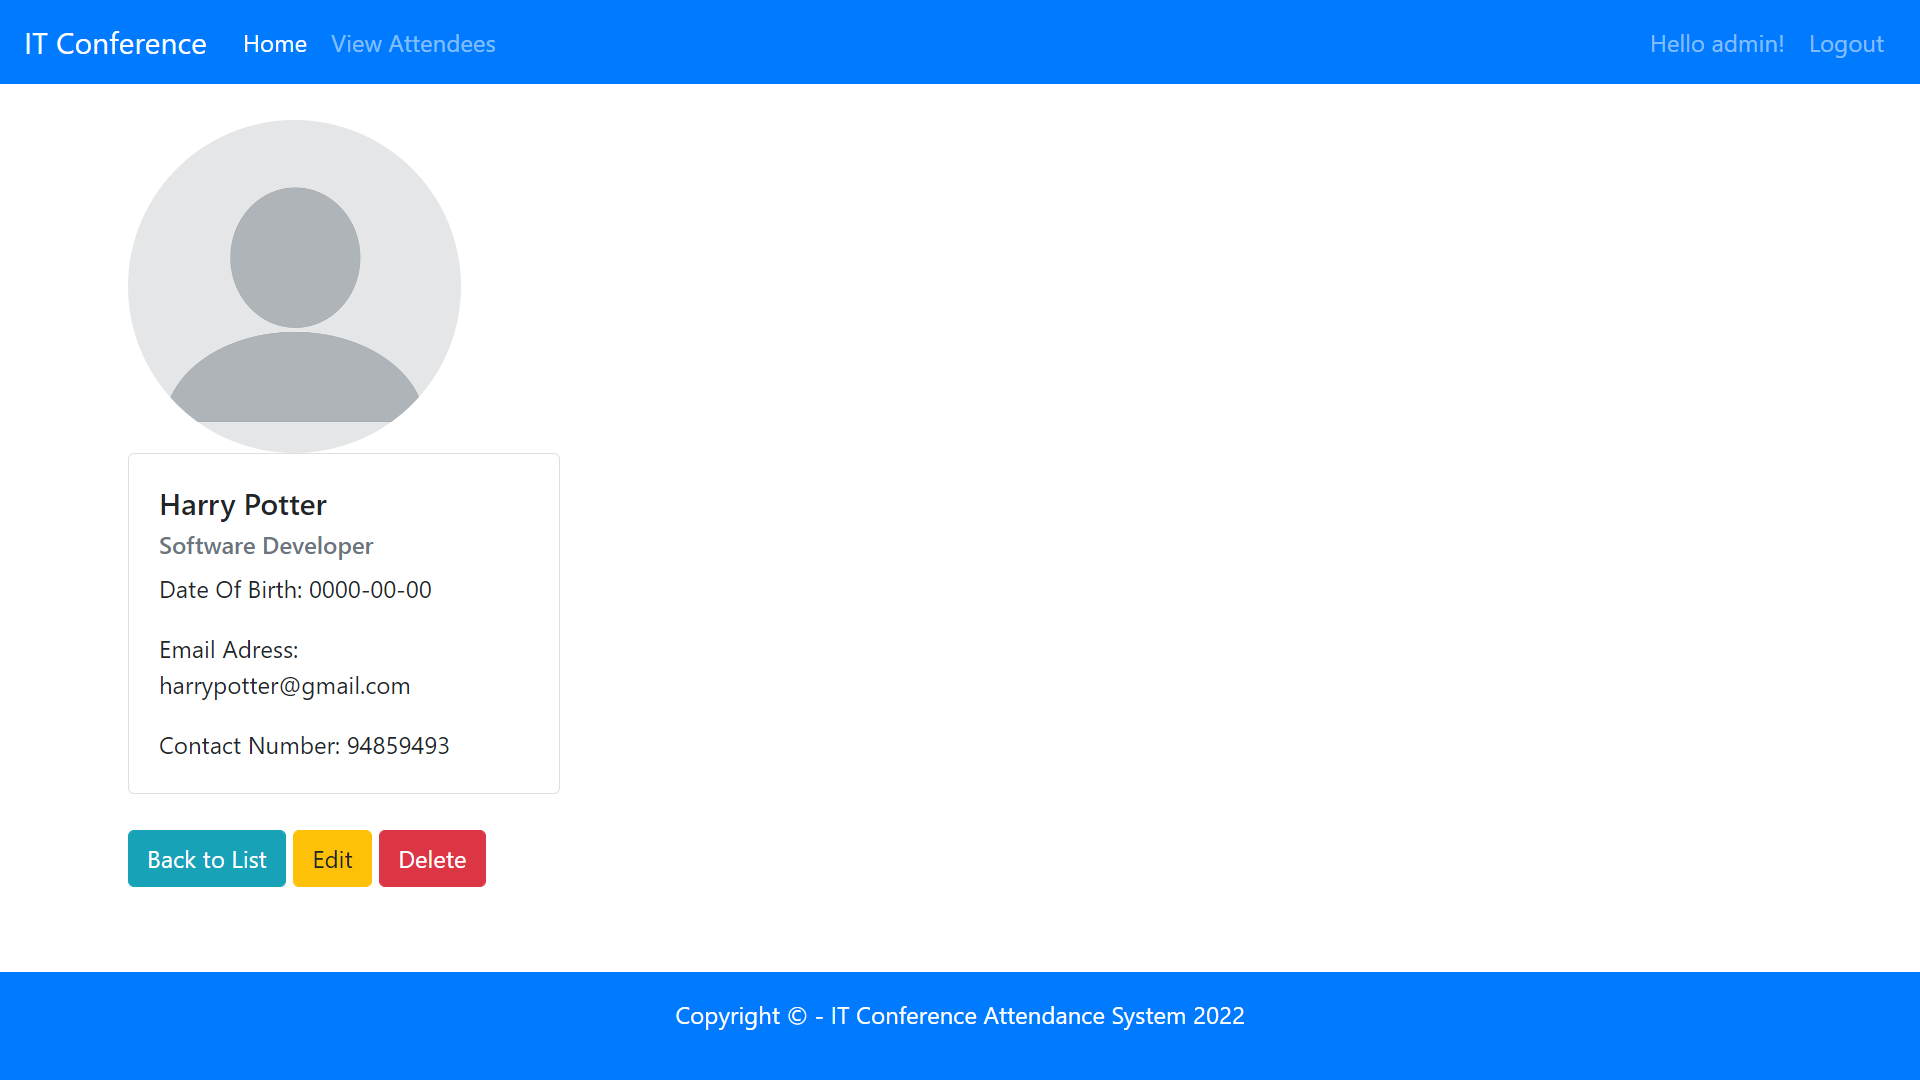 IT Conference Home View Attendees Hello admin! Logout
Harry Potter
Software Developer
Date Of Birth: 0000-00-00
Email Adress:
harrypotter@gmail.com
Contact Number: 94859493
Back to List Edit Delete
Copyright © - IT Conference Attendance System 2022